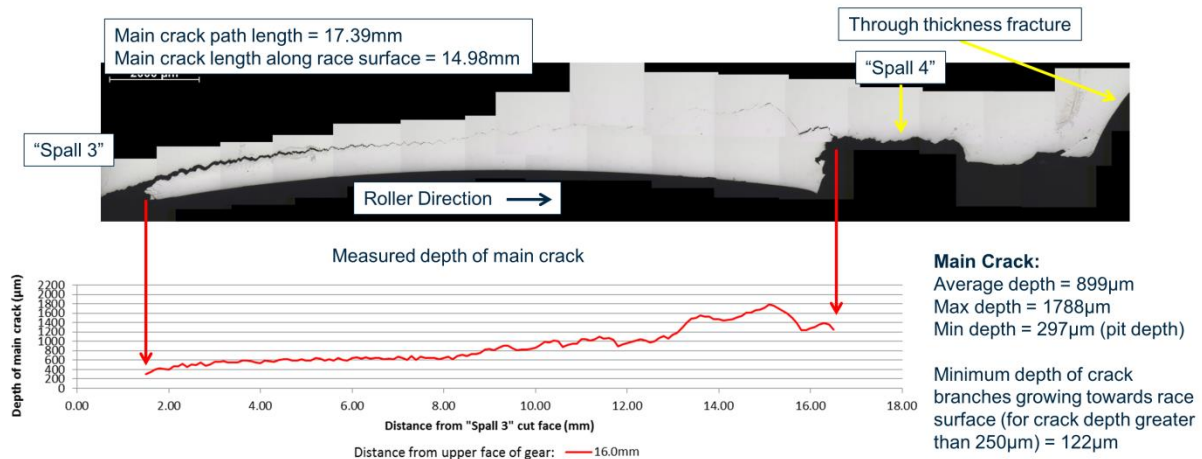 Main crack path length = 17.39mm
Main crack length along race surface = 14.98mm
Through thickness fracture
2000 µm
"Spall 4"
"Spall 3"
Roller Direction
Measured depth of main crack
Depth of main crack (µm)
2200
2000
1800
1600
1400
1200
1000
800
600
400
200
0
0.00 2.00 4.00 6.00 8.00 10.00 12.00 14.00 16.00 18.00
Distance from "Spall 3" cut face (mm)
Distance from upper face of gear: 16.0mm
Main Crack:
Average depth = 899µm
Max depth = 1788µm
Min depth = 297µm (pit depth)
Minimum depth of crack
branches growing towards race
surface (for crack depth greater
than 250µm) = 122µm